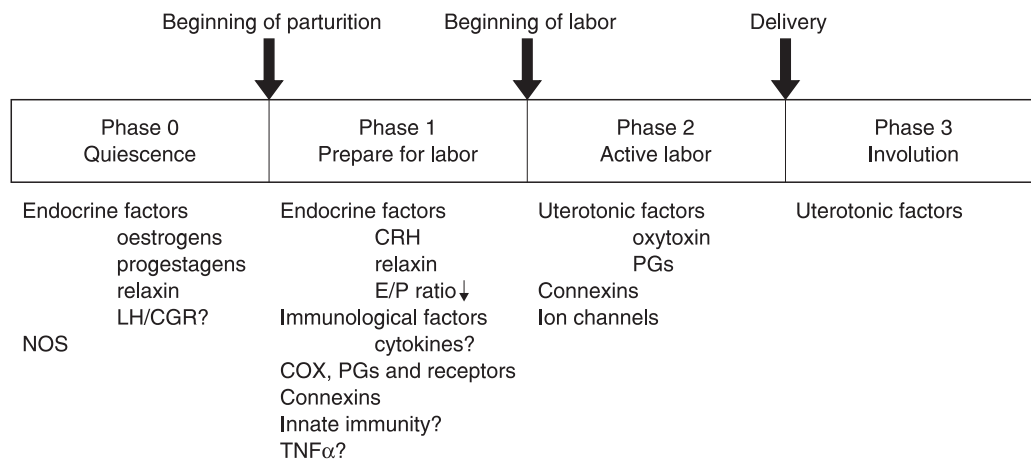 Beginning of parturition
Beginning of labor
Delivery
Phase 0
Quiescence
Phase 1
Prepare for labor
Phase 2
Active labor
Phase 3
Involution
Endocrine factors
oestrogens
progestagens
relaxin
LH/CGR?
NOS
Endocrine factors
CRH
relaxin
E/P ratio↓
Immunological factors
cytokines?
COX, PGs and receptors
Connexins
Innate immunity?
TNFα?
Uterotonic factors
oxytoxin
PGs
Connexins
Ion channels
Uterotonic factors